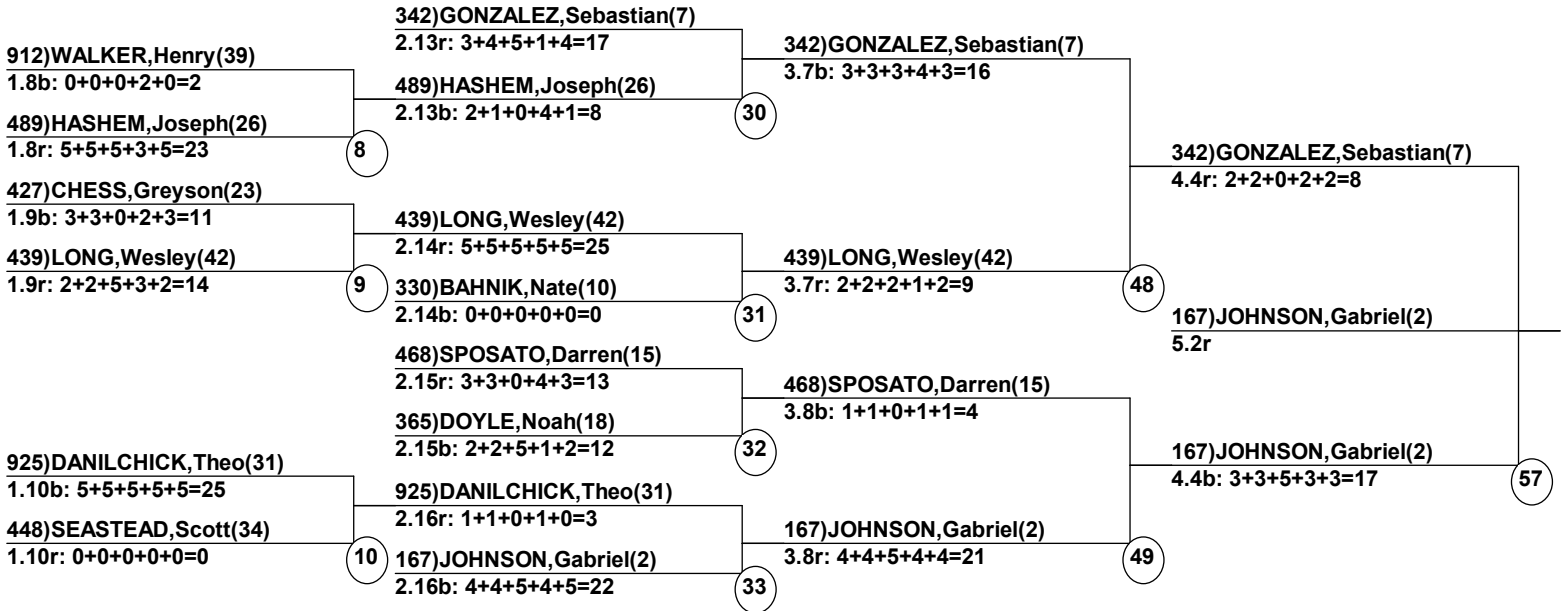 912)WALKER,Henry(39)
1.8b: 0+0+0+2+0=2
489)HASHEM,Joseph(26)
1.8r: 5+5+5+3+5=23
8
427)CHESS,Greyson(23)
1.9b: 3+3+0+2+3=11
439)LONG,Wesley(42)
1.9r: 2+2+5+3+2=14
9
925)DANILCHICK,Theo(31)
1.10b: 5+5+5+5+5=25
448)SEASTEAD,Scott(34)
1.10r: 0+0+0+0+0=0
10
342)GONZALEZ,Sebastian(7)
2.13r: 3+4+5+1+4=17
489)HASHEM,Joseph(26)
2.13b: 2+1+0+4+1=8
30
439)LONG,Wesley(42)
2.14r: 5+5+5+5+5=25
330)BAHNIK,Nate(10)
2.14b: 0+0+0+0+0=0
31
468)SPOSATO,Darren(15)
2.15r: 3+3+0+4+3=13
365)DOYLE,Noah(18)
2.15b: 2+2+5+1+2=12
32
925)DANILCHICK,Theo(31)
2.16r: 1+1+0+1+0=3
167)JOHNSON,Gabriel(2)
2.16b: 4+4+5+4+5=22
33
342)GONZALEZ,Sebastian(7)
3.7b: 3+3+3+4+3=16
439)LONG,Wesley(42)
3.7r: 2+2+2+1+2=9
48
468)SPOSATO,Darren(15)
3.8b: 1+1+0+1+1=4
167)JOHNSON,Gabriel(2)
3.8r: 4+4+5+4+4=21
49
342)GONZALEZ,Sebastian(7)
4.4r: 2+2+0+2+2=8
167)JOHNSON,Gabriel(2)
5.2r
167)JOHNSON,Gabriel(2)
4.4b: 3+3+5+3+3=17
57